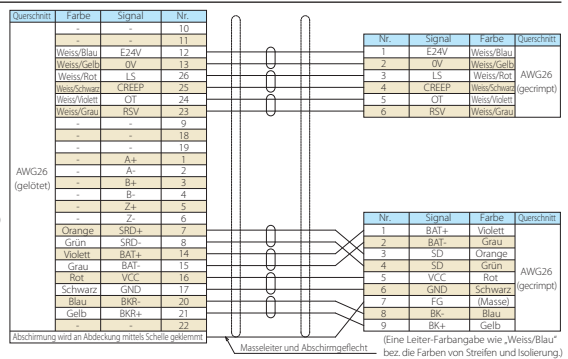 Querschnitt Farbe Signal Nr.
- - 10
- - 11
Weiss/Blau E24V 12
Weiss/Gelb 0V 13
Weiss/Rot LS 26
Weiss/Schwarz CREEP 25
Weiss/Violett OT 24
Weiss/Grau RSV 23
- - 9
- - 18
- - 19
- A+ 1
- A- 2
- B+ 3
- B- 4
- Z+ 5
- Z- 6
Orange SRD+ 7
Grün SRD- 8
Violett BAT+ 14
Grau BAT- 15
Rot VCC 16
Schwarz GND 17
Blau BKR- 20
Gelb BKR+ 21
- - 22
AWG26
(gelötet)
Abschirmung wird an Abdeckung mittels Schelle geklemmt
Nr. Signal Farbe Querschnitt
1 E24V Weiss/Blau
2 0V Weiss/Gelb
3 LS Weiss/Rot
4 CREEP Weiss/Schwarz
5 OT Weiss/Violett
6 RSV Weiss/Grau
AWG26
(gecrimpt)
Nr. Signal Farbe Querschnitt
1 BAT+ Violett
2 BAT- Grau
3 SD Orange
4 SD Grün
5 VCC Rot
6 GND Schwarz
7 FG (Masse)
8 BK- Blau
9 BK+ Gelb
AWG26
(gecrimpt)
Masseleiter und Abschirmgeflecht
(Eine Leiter-Farbangabe wie „Weiss/Blau“
bez. die Farben von Streifen und Isolierung.)